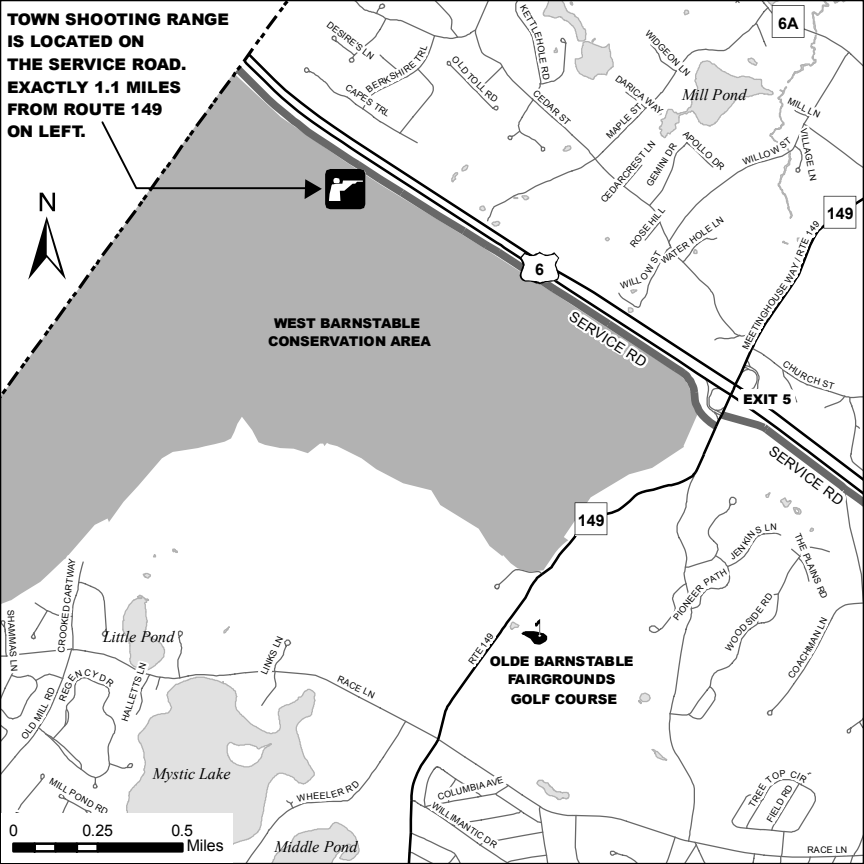 TOWN SHOOTING RANGE
IS LOCATED ON
THE SERVICE ROAD.
EXACTLY 1.1 MILES
FROM ROUTE 149
ON LEFT.
N
6A
DESIRE'S LN
BERKSHIRE TRL
CAPES TRL
OLD TOLL RD
KETTLEHOLE RD
CEDAR ST
WIDGEON LN
DARICA WAY
MAPLE ST
Mill Pond
MILL LN
WILLOW ST
VILLAGE LN
APOLLO DR
GEMINI DR
CEDARCREST LN
ROSE HILL
WATER HOLE LN
WILLOW ST
149
MEETINGHOUSE WAY / RTE 149
6
SERVICE RD
WEST BARNSTABLE
CONSERVATION AREA
CHURCH ST
EXIT 5
SERVICE RD
149
JENKINS LN
THE PLAINS RD
PIONEER PATH
WOODSIDE RD
COACHMAN LN
RTE 149
OLDE BARNSTABLE
FAIRGROUNDS
GOLF COURSE
SHAMMAS LN
CROOKED CARTWAY
Little Pond
REGENCY DR
HALLETTS LN
LINKS LN
OLD MILL RD
RACE LN
Mystic Lake
MILL POND RD
WHEELER RD
COLUMBIA AVE
WILLIMANTIC DR
TREE TOP CIR
FIELD RD
RACE LN
Middle Pond
0 0.25 0.5
Miles